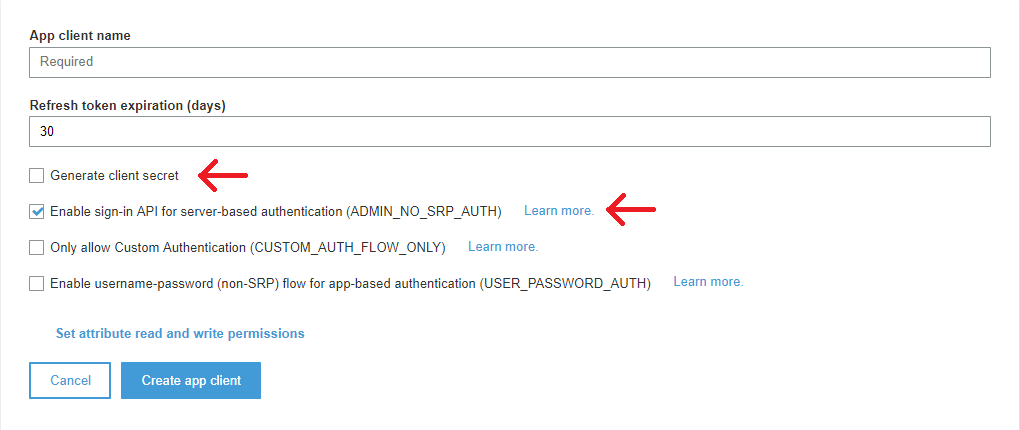 App client name
Required
Refresh token expiration (days)
30
Generate client secret
Enable sign-in API for server-based authentication (ADMIN_NO_SRP_AUTH) Learn more.
Only allow Custom Authentication (CUSTOM_AUTH_FLOW_ONLY) Learn more.
Enable username-password (non-SRP) flow for app-based authentication (USER_PASSWORD_AUTH) Learn more.
Set attribute read and write permissions
Cancel Create app client